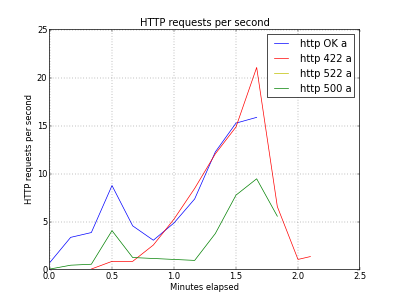 HTTP requests per second
25
20
15
10
5
0
HTTP requests per second
http OK a
http 422 a
http 522 a
http 500 a
0.0 0.5 1.0 1.5 2.0 2.5
Minutes elapsed